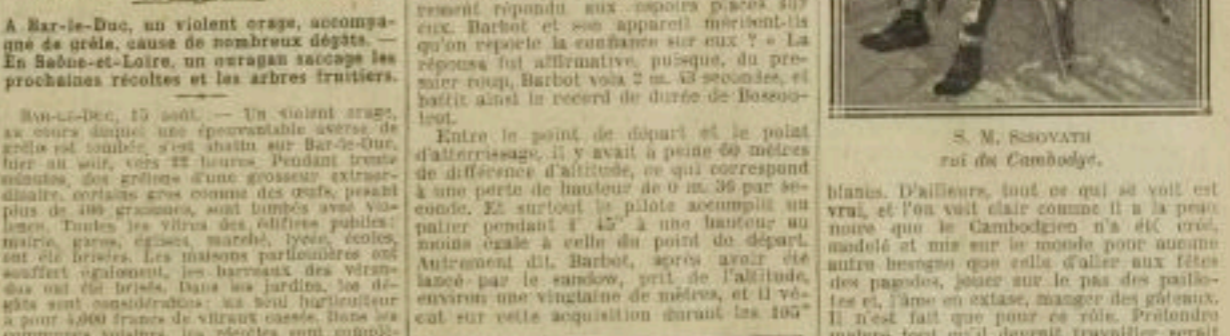 A Bar-le-Duc, un violent orage, accompa-
gné de grêle, cause de nombreux dégâts. —
En Saône-et-Loire, un ouragan saccage les
prochaines récoltes et les arbres fruitiers.
BAR-LE-DUC, 15 août. — Un violent orage,
au cours duquel une épouvantable averse de
grêle est tombée, s'est abattu sur Bar-le-Duc,
hier au soir, vers 22 heures. Pendant trente
minutes, des grêlons d'une grosseur extraor-
dinaire, certains gros comme des œufs, pesant
plus de 400 grammes, sont tombés avec vio-
lence. Toutes les vitres des édifices publics:
mairie, gares, églises, marché, lycée, écoles,
ont été brisées. Les maisons particulières ont
souffert également, les barreaux des véran-
das ont été brisés. Dans les jardins, les dé-
gâts sont considérables: un seul horticulteur
a pour 4,000 francs de vitraux cassés. Dans les
rement répondu aux espoirs placés sur
eux. Barbot et son appareil méritent-ils
qu'on reporte la confiance sur eux ? » La
réponse fut affirmative, puisque, du pre-
mier coup, Barbot vola 2 m. 43 secondes, et
battit ainsi le record de durée de Bossou-
trot.
Entre le point de départ et le point
d'atterrissage, il y avait à peine 60 mètres
de différence d'altitude, ce qui correspond
à une perte de hauteur de 0 m. 36 par se-
conde. Et surtout le pilote accomplit un
palier pendant 1' 45" à une hauteur au
moins égale à celle du point de départ.
Autrement dit, Barbot, après avoir été
lancé par le sandow, prit de l'altitude,
environ une vingtaine de mètres, et il vé-
cut sur cette acquisition durant les 105"
S. M. SISOVATH
roi du Cambodge.
blancs. D'ailleurs, tout ce qui se voit est
vrai, et l'on voit clair comme il a la peau
noire que le Cambodgien n'a été créé,
modelé et mis sur le monde pour aucune
autre besogne que celle d'aller aux fêtes
des pagodes, jouer sur le pas des paillo-
tes et, l'âme en extase, manger des gâteaux.
Il n'est fait que pour ce rôle. Prétendre